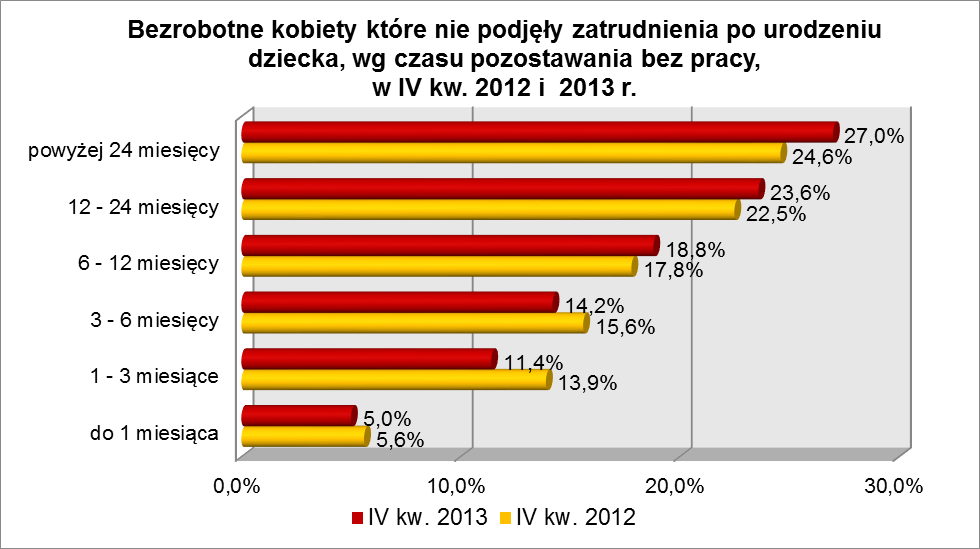 Bezrobotne kobiety które nie podjęły zatrudnienia po urodzeniu
dziecka, wg czasu pozostawania bez pracy,
w IV kw. 2012 i  2013 r.
powyżej 24 miesięcy
27,0%
24,6%
12 - 24 miesięcy
23,6%
22,5%
6 - 12 miesięcy
18,8%
17,8%
3 - 6 miesięcy
14,2%
15,6%
1 - 3 miesiące
11,4%
13,9%
do 1 miesiąca
5,0%
5,6%
0,0% 10,0% 20,0% 30,0%
IV kw. 2013 IV kw. 2012